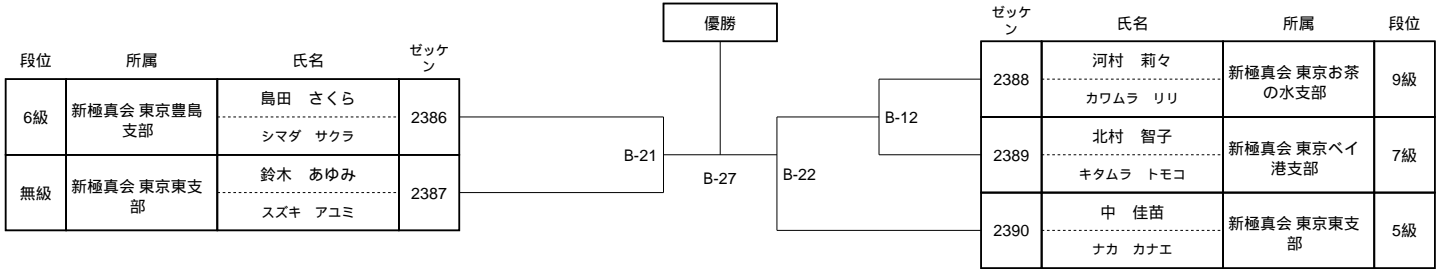 優勝
段位 所属 氏名 ゼッケ
ン
6級
新極真会 東京豊島
支部
島田 さくら
シマダ サクラ
2386
無級
新極真会 東京東支
部
鈴木 あゆみ
スズキ アユミ
2387
B-21
B-27
B-22
B-12
ゼッケ
ン 氏名 所属 段位
2388
河村 莉々
カワムラ リリ
新極真会 東京お茶
の水支部
9級
2389
北村 智子
キタムラ トモコ
新極真会 東京ベイ
港支部
7級
2390
中 佳苗
ナカ カナエ
新極真会 東京東支
部
5級